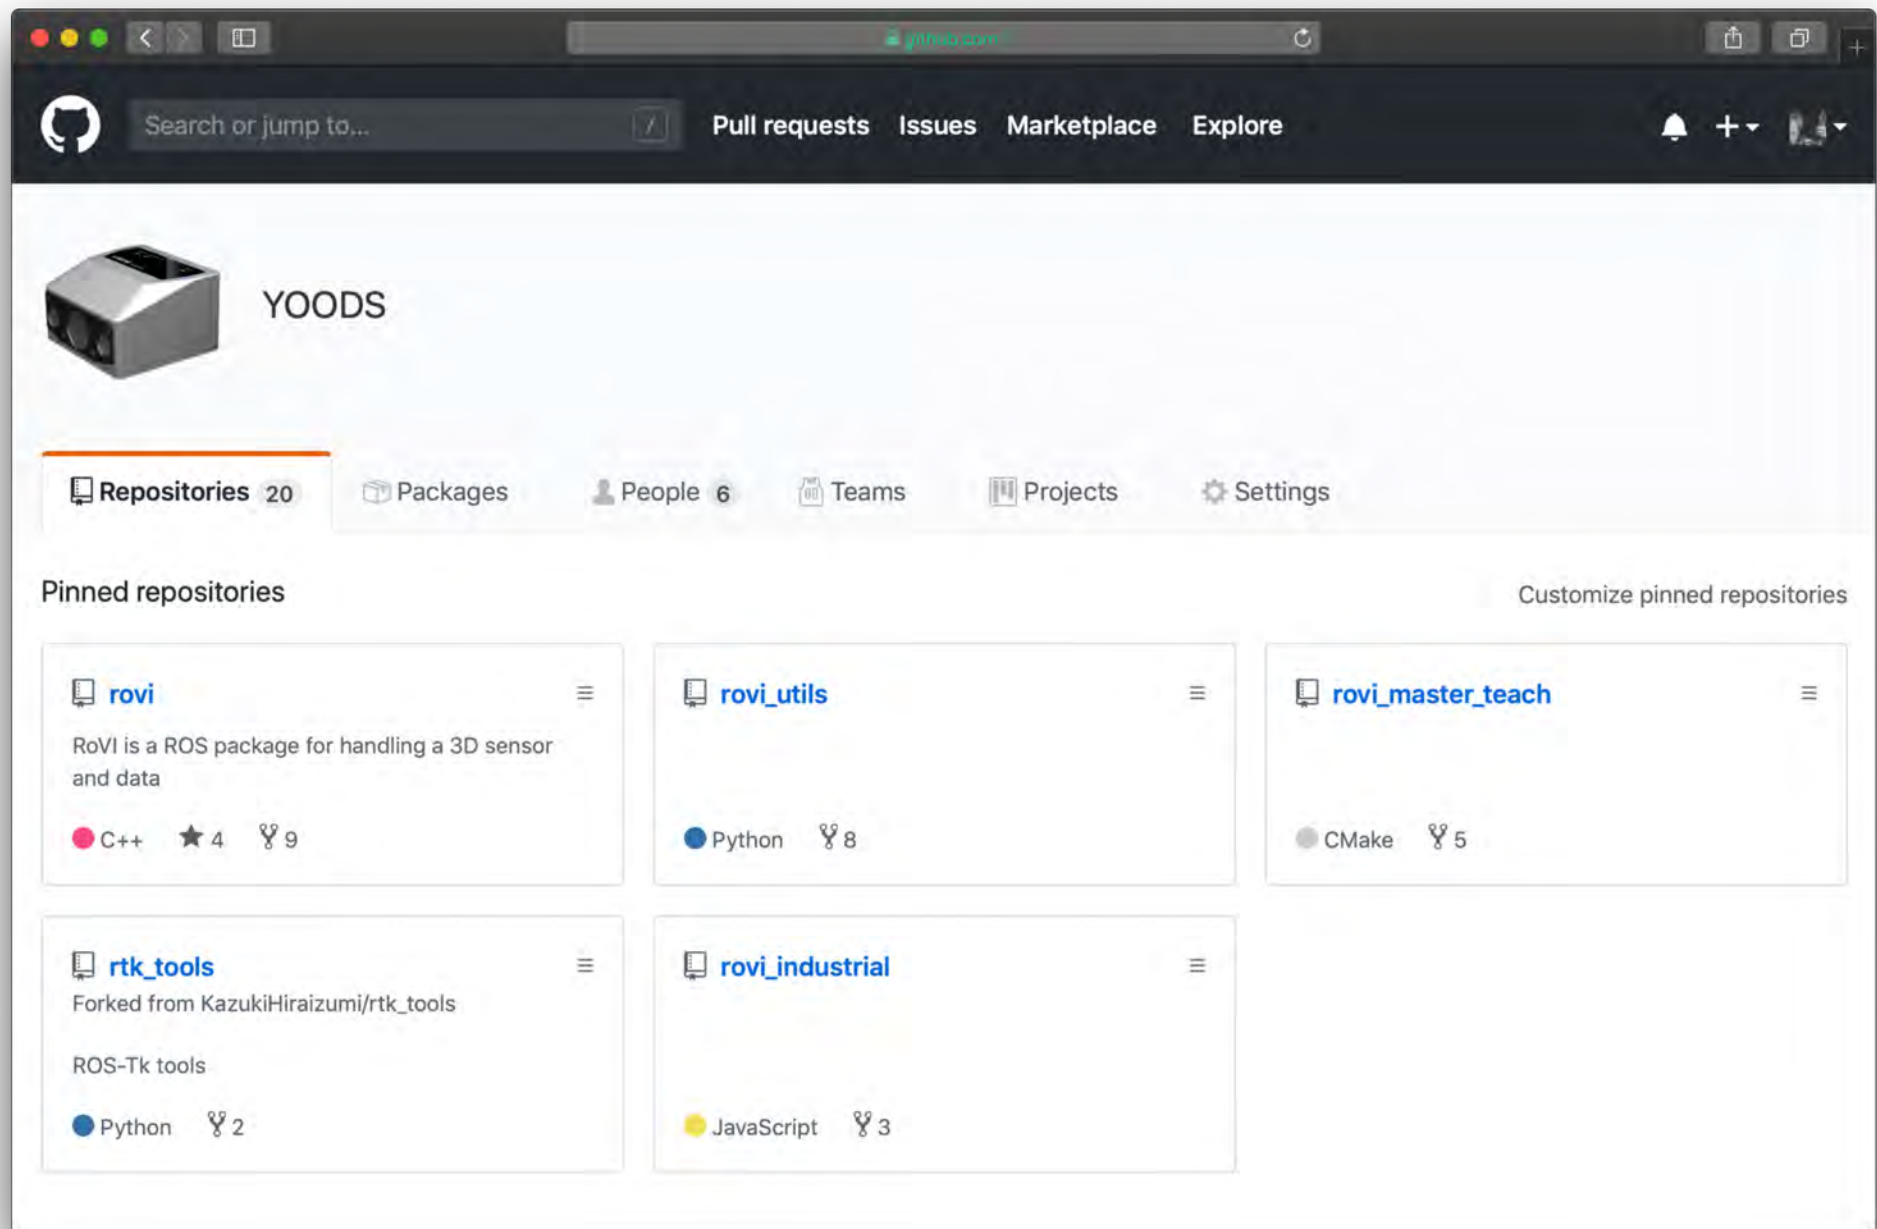 github.com
Search or jump to... /
Pull requests Issues Marketplace Explore
YOODS
Repositories 20 Packages People 6 Teams Projects Settings
Pinned repositories
Customize pinned repositories
rovi
RoVI is a ROS package for handling a 3D sensor
and data
C++ 4 9
rovi_utils
Python 8
rovi_master_teach
CMake 5
rtk_tools
Forked from KazukiHiraizumi/rtk_tools
ROS-Tk tools
Python 2
rovi_industrial
JavaScript 3